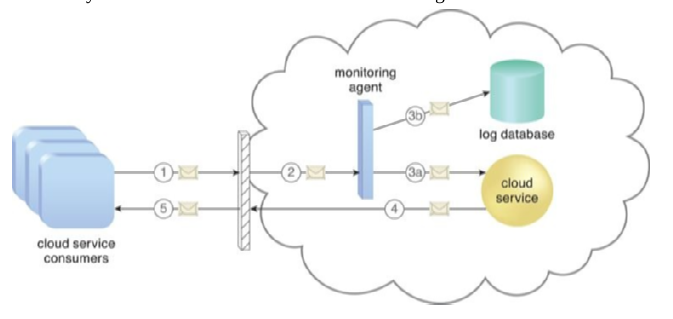 monitoring
agent
3b
log database
1
2
3a
cloud
service
5
4
cloud service
consumers